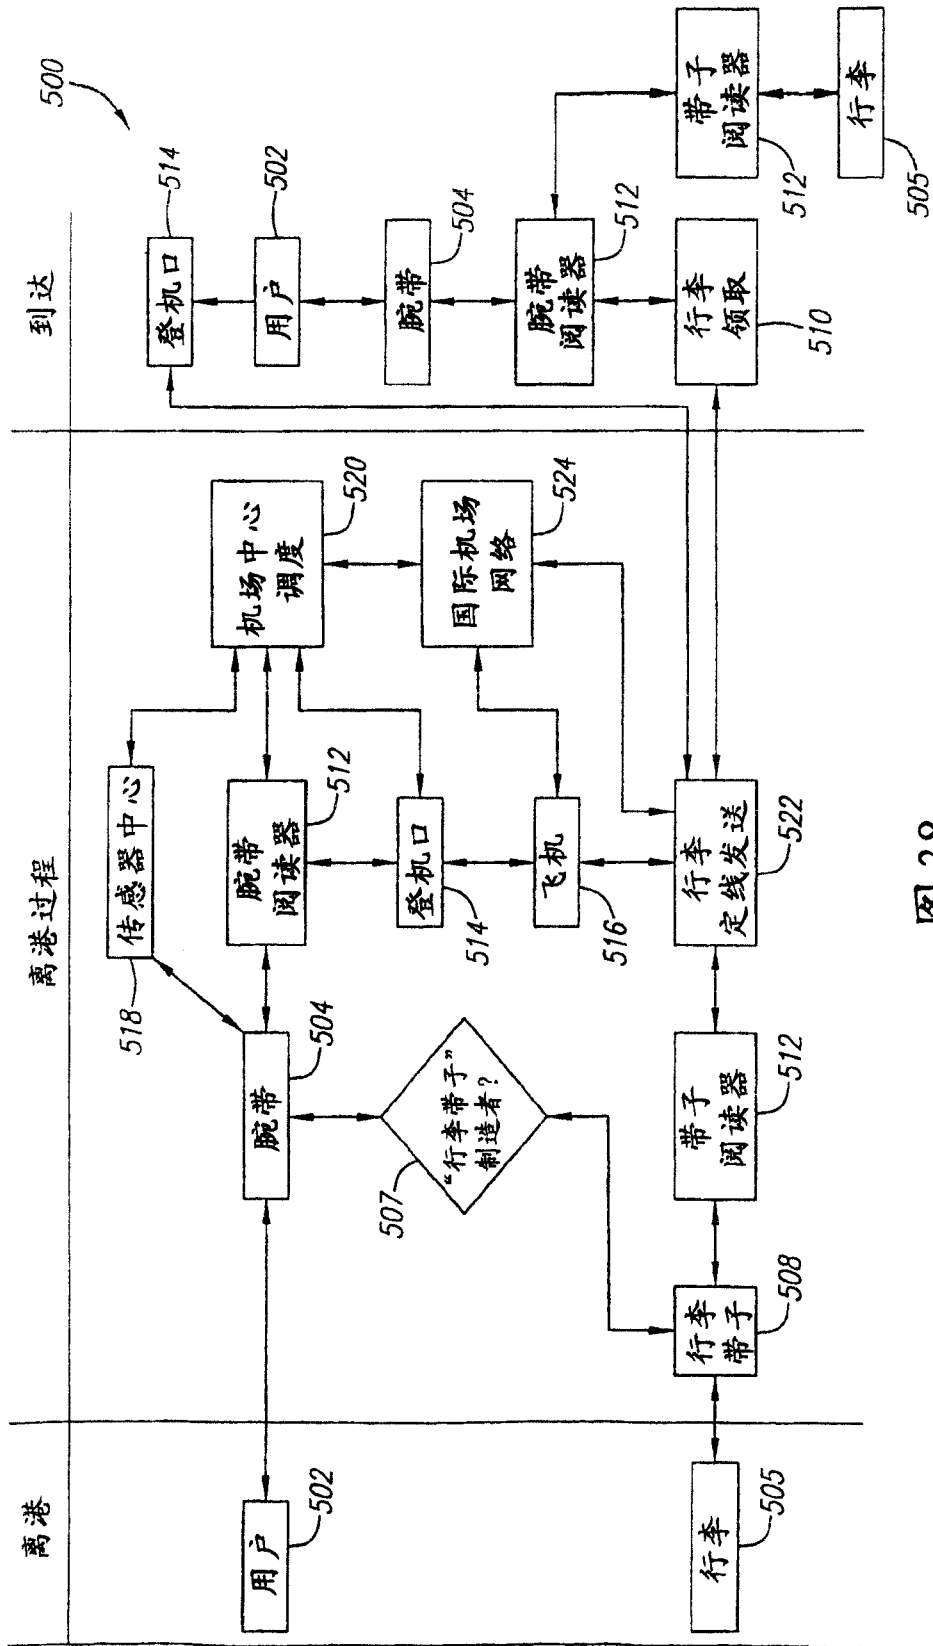 500
离港
离港过程
到达
用户
502
行李
505
传感器中心
518
腕带
504
腕带
阅读器
512
机场中心
调度
520
登机口
514
国际机场
网络
524
飞机
516
“行李带子”
制造者?
507
行李
带子
508
带子
阅读器
512
行李
定线发送
522
登机口
514
用户
502
腕带
504
腕带
阅读器
512
行李
领取
510
带子
阅读器
512
行李
505
图 28